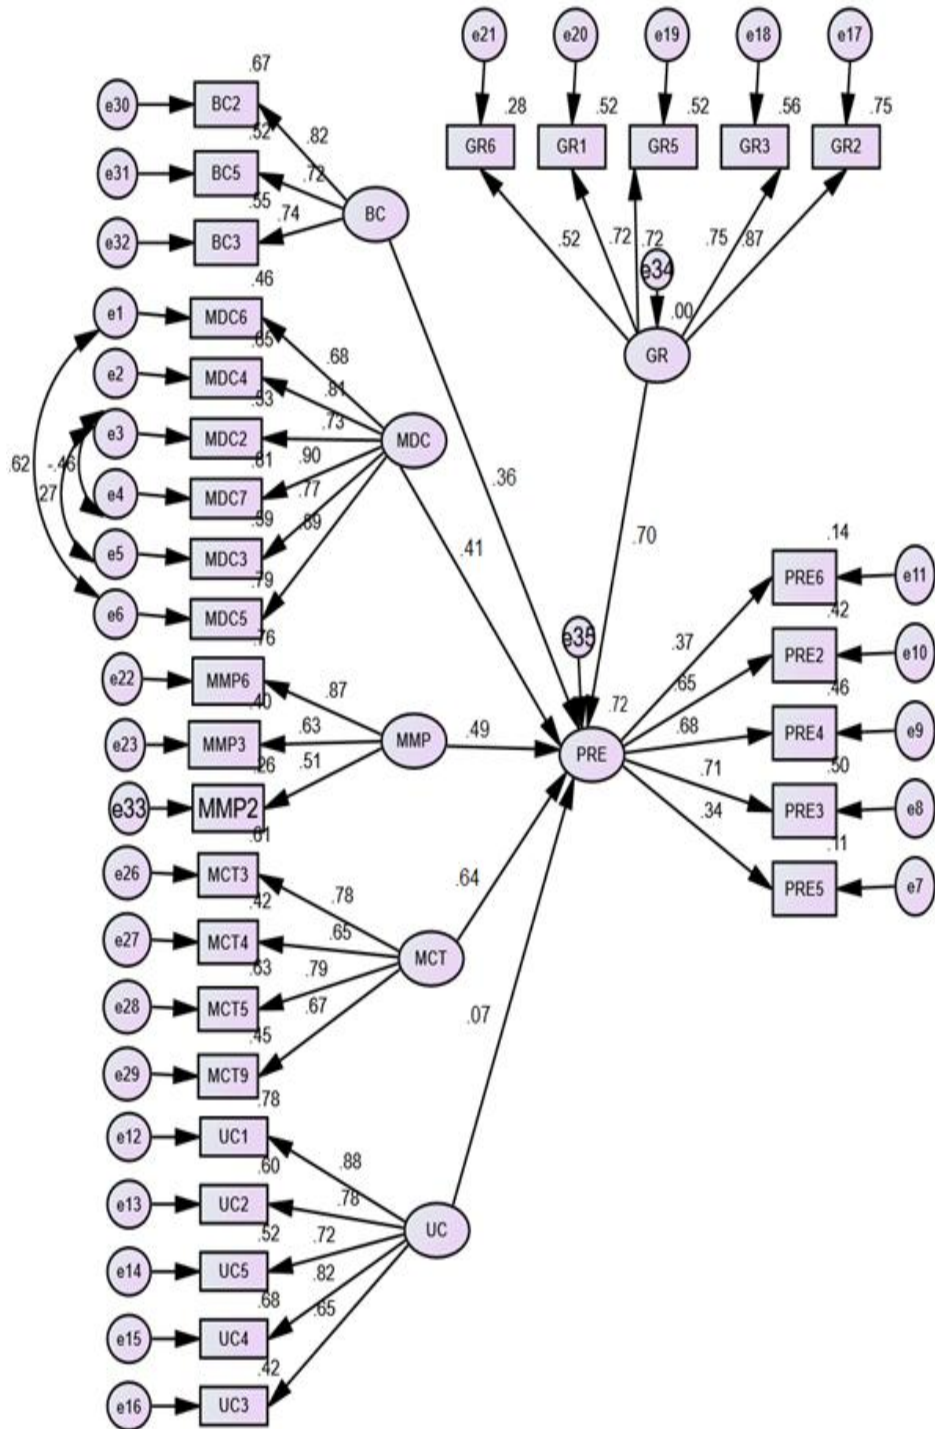 e21 e20 e19 e18 e17
.28 .52 .52 .56 .75
GR6 GR1 GR5 GR3 GR2
.52 .72 .72 .75 .87
e34
.00
GR
.67
e30 BC2
.82
.52
e31 BC5
.72
BC
.55
e32 BC3
.74
.46
e1 MDC6
.68
.65
e2 MDC4
.81
.53
e3 MDC2
.73
MDC
.81
e4 MDC7
.90
.59
e5 MDC3
.77
.79
e6 MDC5
.89
.62 -.46
27
.36
.41
.70
.76
e22 MMP6
.87
.40
e23 MMP3
.63
MMP
.49
.26
e33 MMP2
.51
e35
.72
PRE
.14
PRE6 e11
.37
.42
PRE2 e10
.65
.46
PRE4 e9
.68
.50
PRE3 e8
.71
.11
PRE5 e7
.34
.61
e26 MCT3
.78
.42
e27 MCT4
.65
MCT
.64
.63
e28 MCT5
.79
.45
e29 MCT9
.67
.07
.78
e12 UC1
.88
.60
e13 UC2
.78
UC
.52
e14 UC5
.72
.68
e15 UC4
.82
.42
e16 UC3
.65